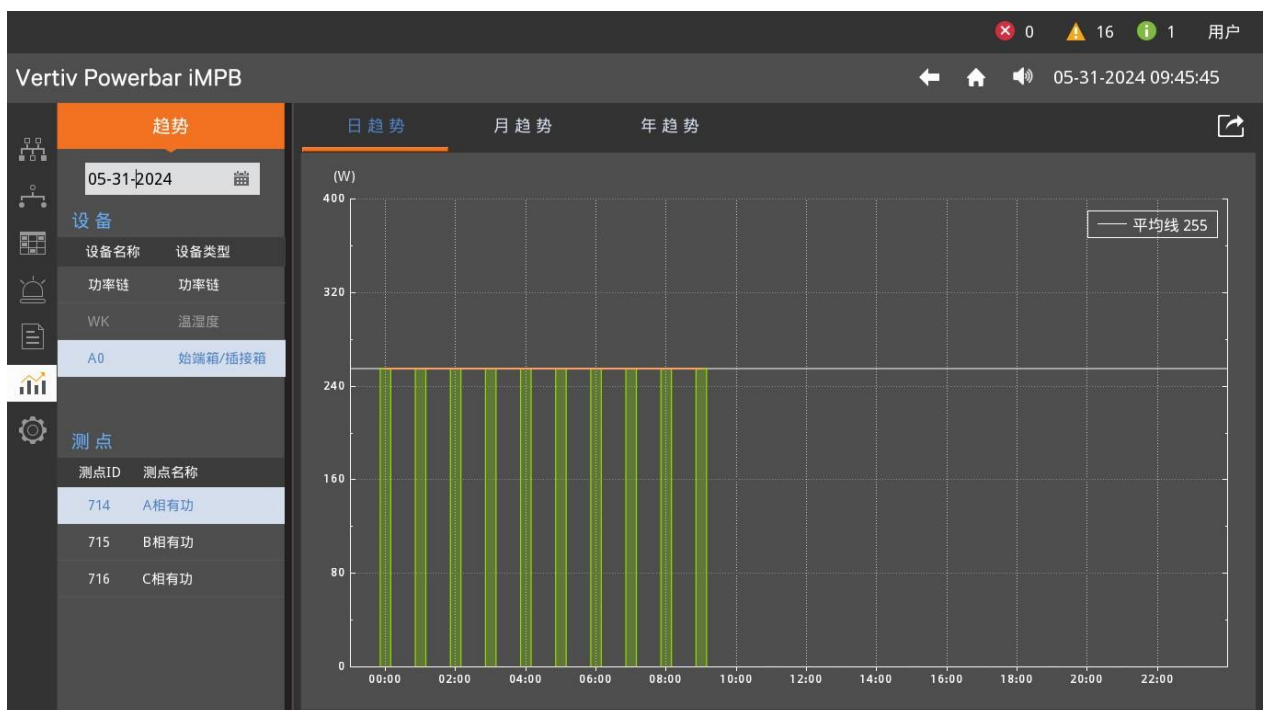 0 16 1 用户
Vertiv Powerbar iMPB 05-31-2024 09:45:45
趋势
05-31-2024
设备
设备名称 设备类型
功率链 功率链
WK 温湿度
A0 始端箱/插接箱
测点
测点ID 测点名称
714 A相有功
715 B相有功
716 C相有功
日趋势 月趋势 年趋势
(W)
400
平均线 255
320
240
160
80
0
00:00 02:00 04:00 06:00 08:00 10:00 12:00 14:00 16:00 18:00 20:00 22:00